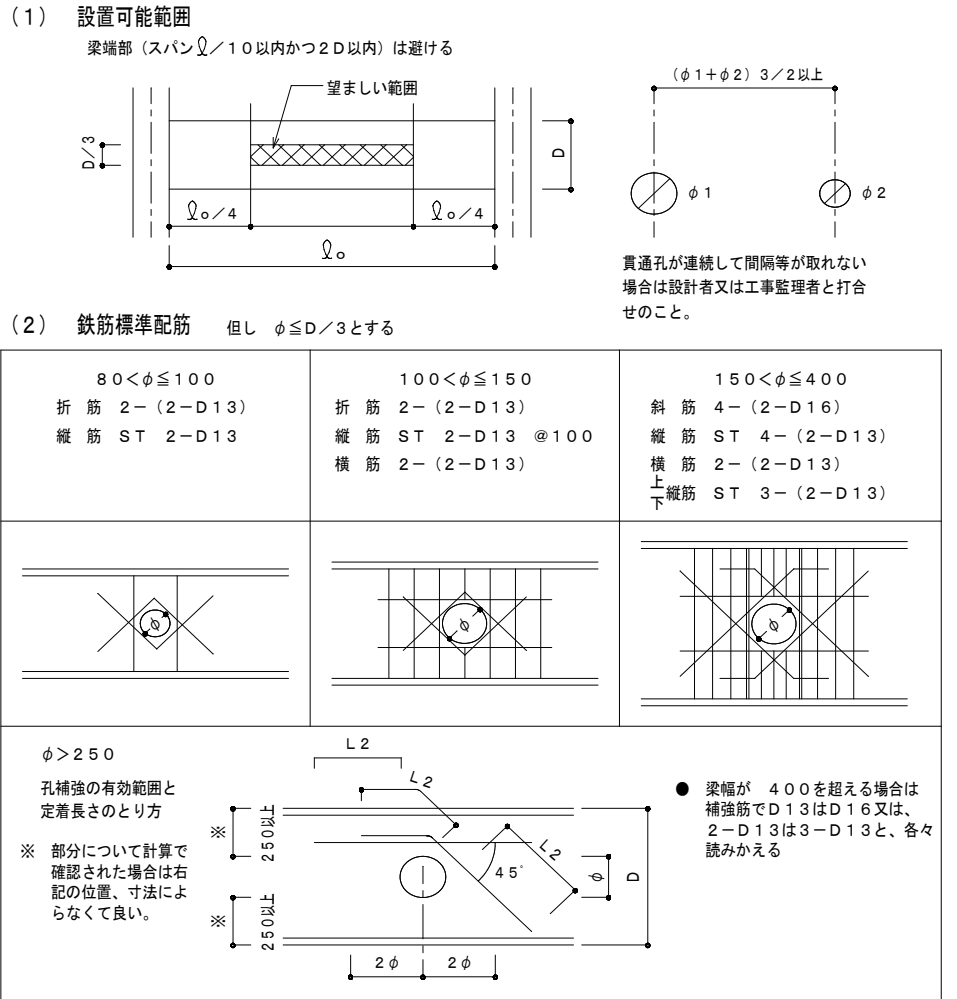 （１） 設置可能範囲
梁端部（スパンℓ／１０以内かつ２Ｄ以内）は避ける
（φ１＋φ２）３／２以上
望ましい範囲
Ｄ／３
Ｄ
φ１
φ２
ℓｏ／４
ℓｏ／４
ℓｏ
貫通孔が連続して間隔等が取れない
場合は設計者又は工事監理者と打合
せのこと。
（２） 鉄筋標準配筋 但し φ≦Ｄ／３とする
８０＜φ≦１００
折 筋 ２－（２－Ｄ１３）
縦 筋 ＳＴ ２－Ｄ１３
１００＜φ≦１５０
折 筋 ２－（２－Ｄ１３）
縦 筋 ＳＴ ２－Ｄ１３ ＠１００
横 筋 ２－（２－Ｄ１３）
１５０＜φ≦４００
斜 筋 ４－（２－Ｄ１６）
縦 筋 ＳＴ ４－（２－Ｄ１３）
横 筋 ２－（２－Ｄ１３）
上下縦筋 ＳＴ ３－（２－Ｄ１３）
φ
φ
φ
φ＞２５０
孔補強の有効範囲と
定着長さのとり方
※ 部分について計算で
確認された場合は右
記の位置、寸法によ
らなくて良い。
Ｌ２
Ｌ２
※
２５０以上
Ｌ２
４５°
φ
Ｄ
※
２５０以上
２φ
２φ
● 梁幅が ４００を超える場合は
補強筋でＤ１３はＤ１６又は、
２－Ｄ１３は３－Ｄ１３と、各々
読みかえる